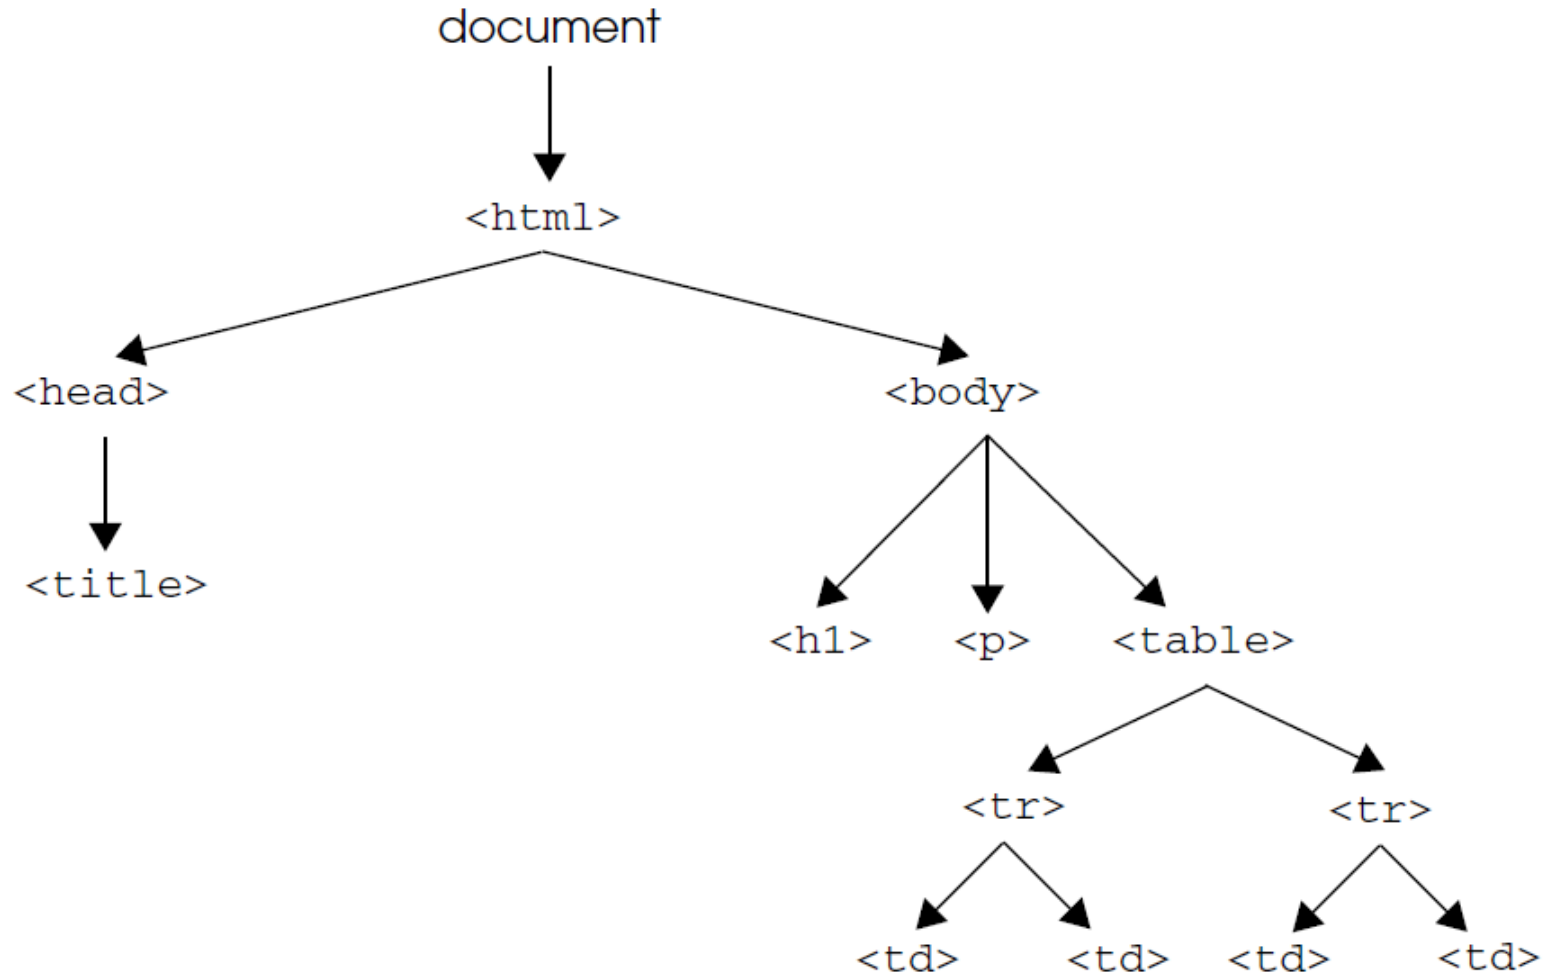 document
<html>
<head> <body>
<title>
<h1> <p> <table>
<tr> <tr>
<td> <td> <td> <td>